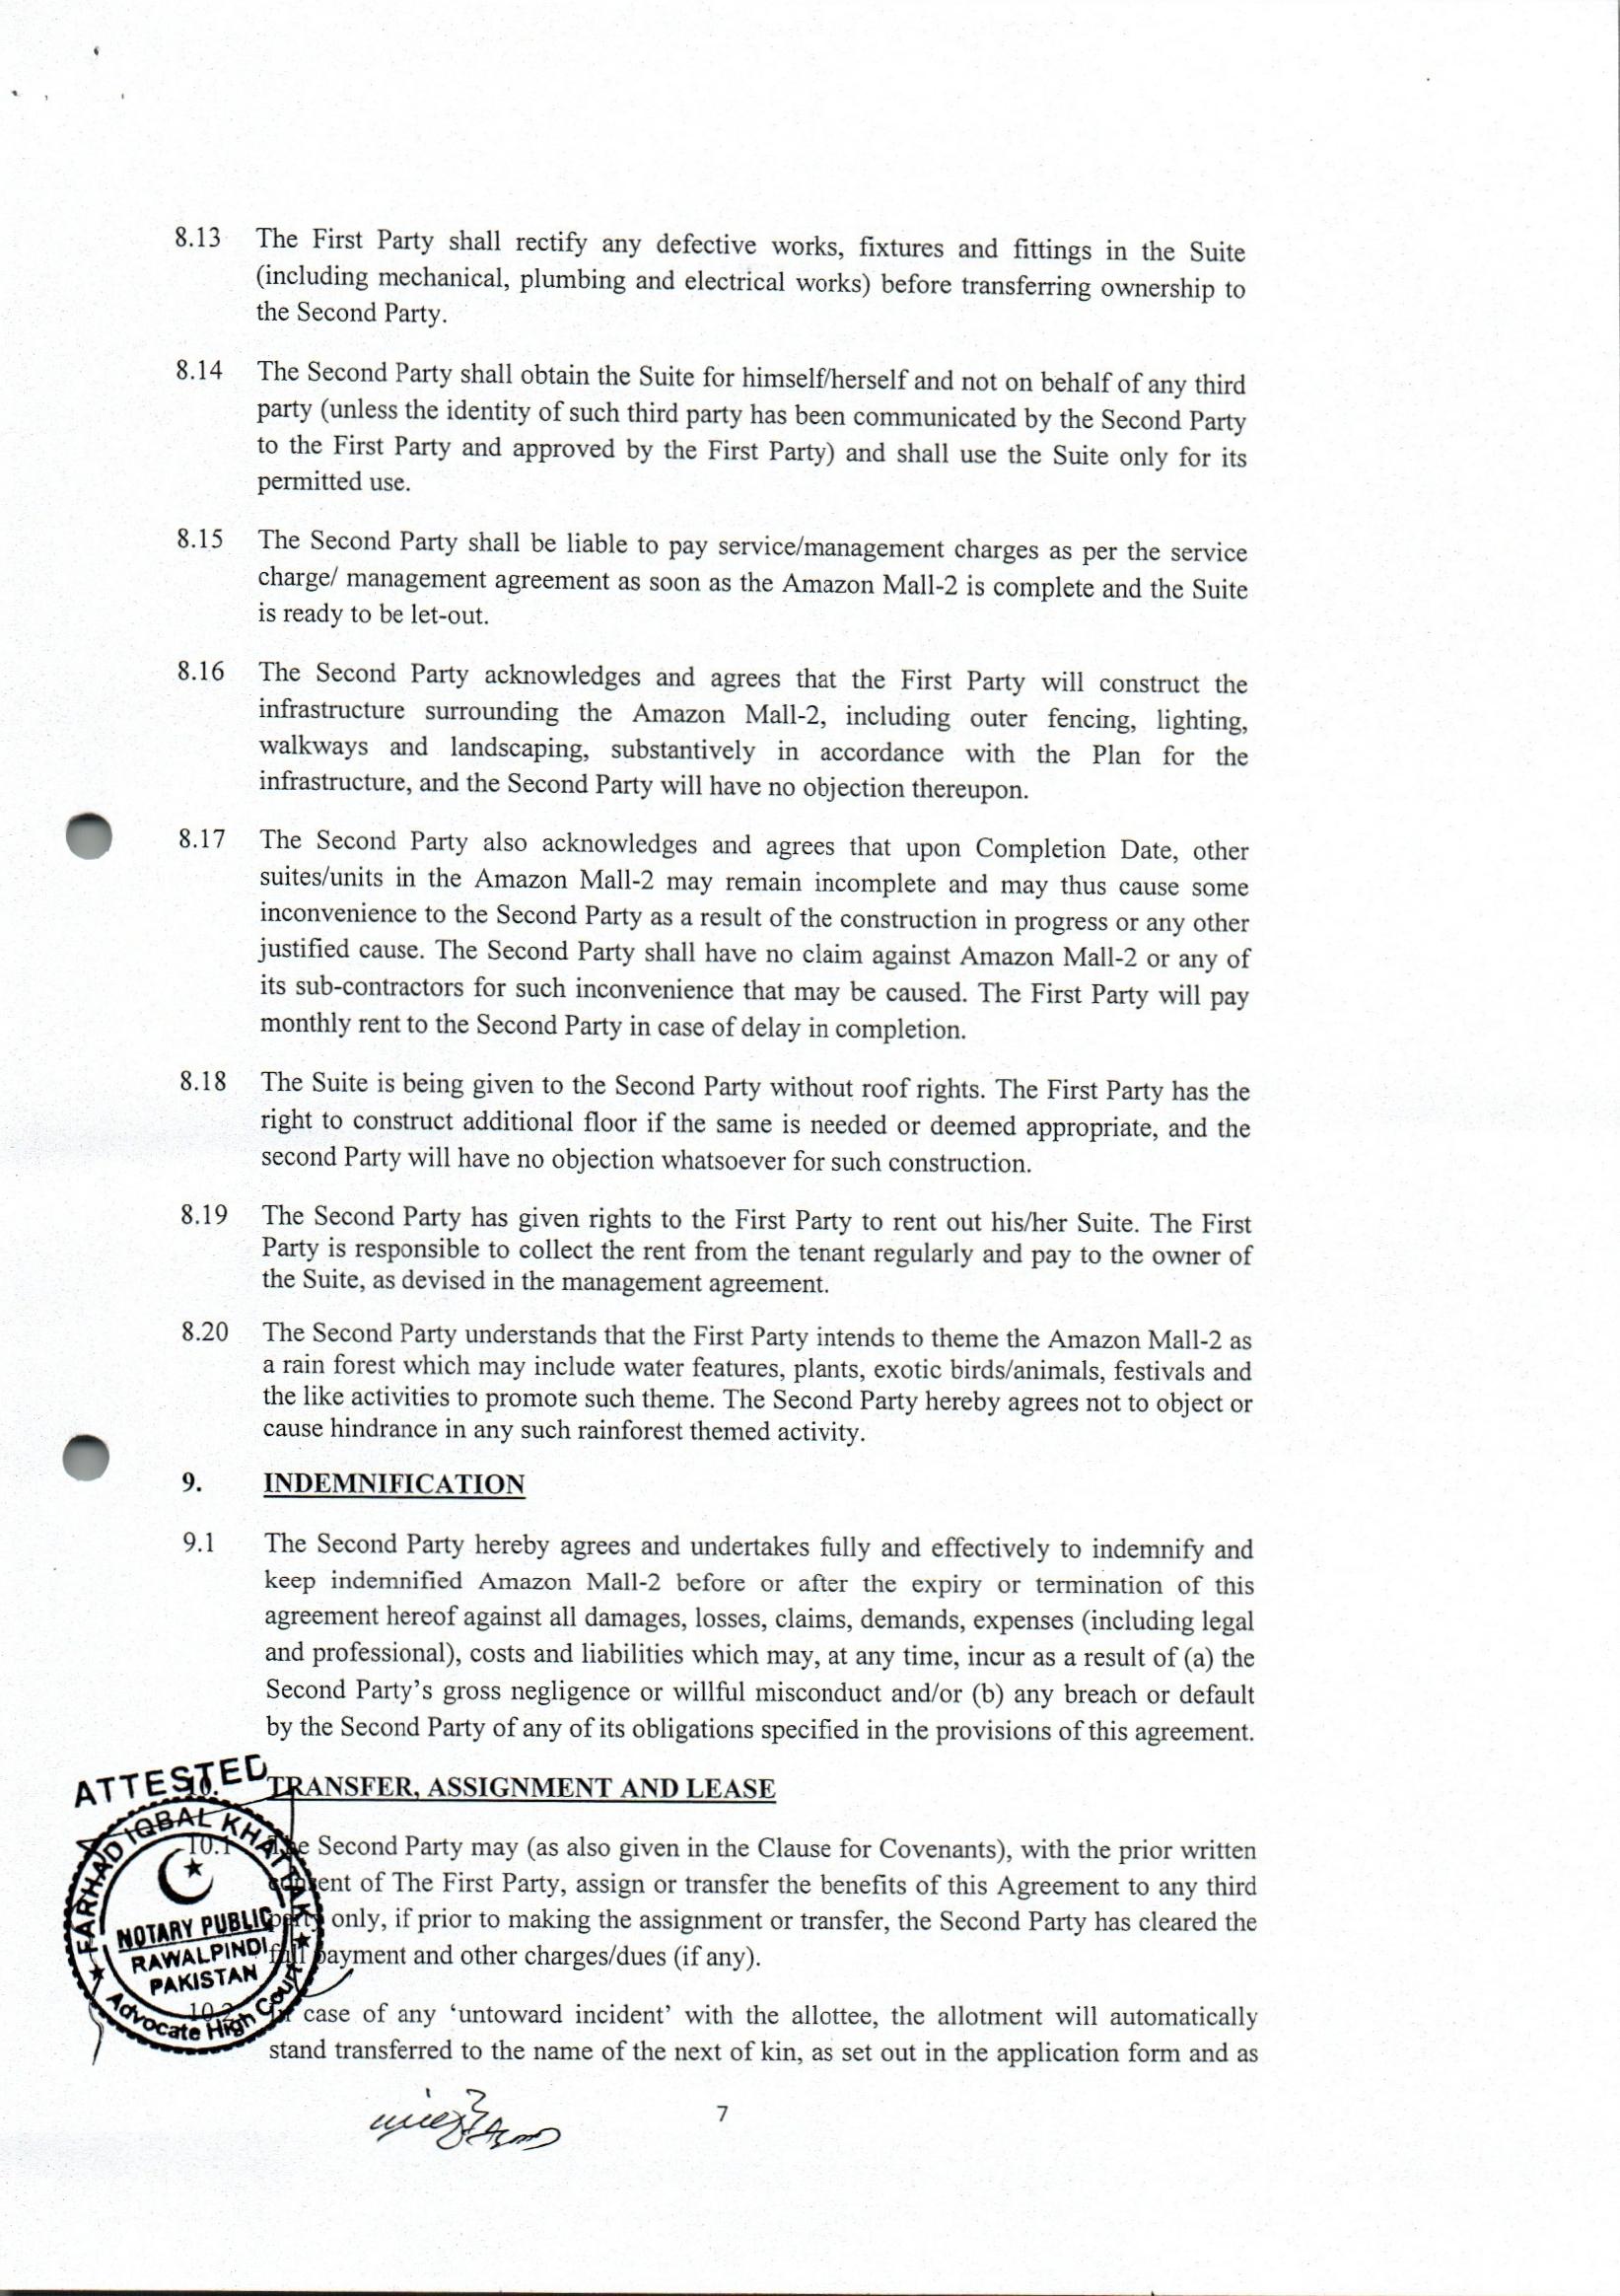 8.13 The First Party shall rectify any defective works, fixtures and fittings in the Suite
(including mechanical, plumbing and electrical works) before transferring ownership to
the Second Party.
8.14 The Second Party shall obtain the Suite for himself/herself and not on behalf of any third
party (unless the identity of such third party has been communicated by the Second Party
to the First Party and approved by the First Party) and shall use the Suite only for its
permitted use.
8.15 The Second Party shall be liable to pay service/management charges as per the service
charge/ management agreement as soon as the Amazon Mall-2 is complete and the Suite
is ready to be let-out.
8.16 The Second Party acknowledges and agrees that the First Party will construct the
infrastructure surrounding the Amazon Mall-2, including outer fencing, lighting,
walkways and landscaping, substantively in accordance with the Plan for the
infrastructure, and the Second Party will have no objection thereupon.
8.17 The Second Party also acknowledges and agrees that upon Completion Date, other
suites/units in the Amazon Mall-2 may remain incomplete and may thus cause some
inconvenience to the Second Party as a result of the construction in progress or any other
justified cause. The Second Party shall have no claim against Amazon Mall-2 or any of
its sub-contractors for such inconvenience that may be caused. The First Party will pay
monthly rent to the Second Party in case of delay in completion.
8.18 The Suite is being given to the Second Party without roof rights. The First Party has the
right to construct additional floor if the same is needed or deemed appropriate, and the
second Party will have no objection whatsoever for such construction.
8.19 The Second Party has given rights to the First Party to rent out his/her Suite. The First
Party is responsible to collect the rent from the tenant regularly and pay to the owner of
the Suite, as devised in the management agreement.
8.20 The Second Party understands that the First Party intends to theme the Amazon Mall-2 as
a rain forest which may include water features, plants, exotic birds/animals, festivals and
the like activities to promote such theme. The Second Party hereby agrees not to object or
cause hindrance in any such rainforest themed activity.
9. INDEMNIFICATION
9.1 The Second Party hereby agrees and undertakes fully and effectively to indemnify and
keep indemnified Amazon Mall-2 before or after the expiry or termination of this
agreement hereof against all damages, losses, claims, demands, expenses (including legal
and professional), costs and liabilities which may, at any time, incur as a result of (a) the
Second Party's gross negligence or willful misconduct and/or (b) any breach or default
by the Second Party of any of its obligations specified in the provisions of this agreement.
10. TRANSFER, ASSIGNMENT AND LEASE
10.1 The Second Party may (as also given in the Clause for Covenants), with the prior written
consent of The First Party, assign or transfer the benefits of this Agreement to any third
party only, if prior to making the assignment or transfer, the Second Party has cleared the
full payment and other charges/dues (if any).
10.2 In case of any 'untoward incident' with the allottee, the allotment will automatically
stand transferred to the name of the next of kin, as set out in the application form and as
ATTESTED
FARHAD IQBAL KHATTAK
NOTARY PUBLIC
RAWALPINDI
PAKISTAN
Advocate High Court
7